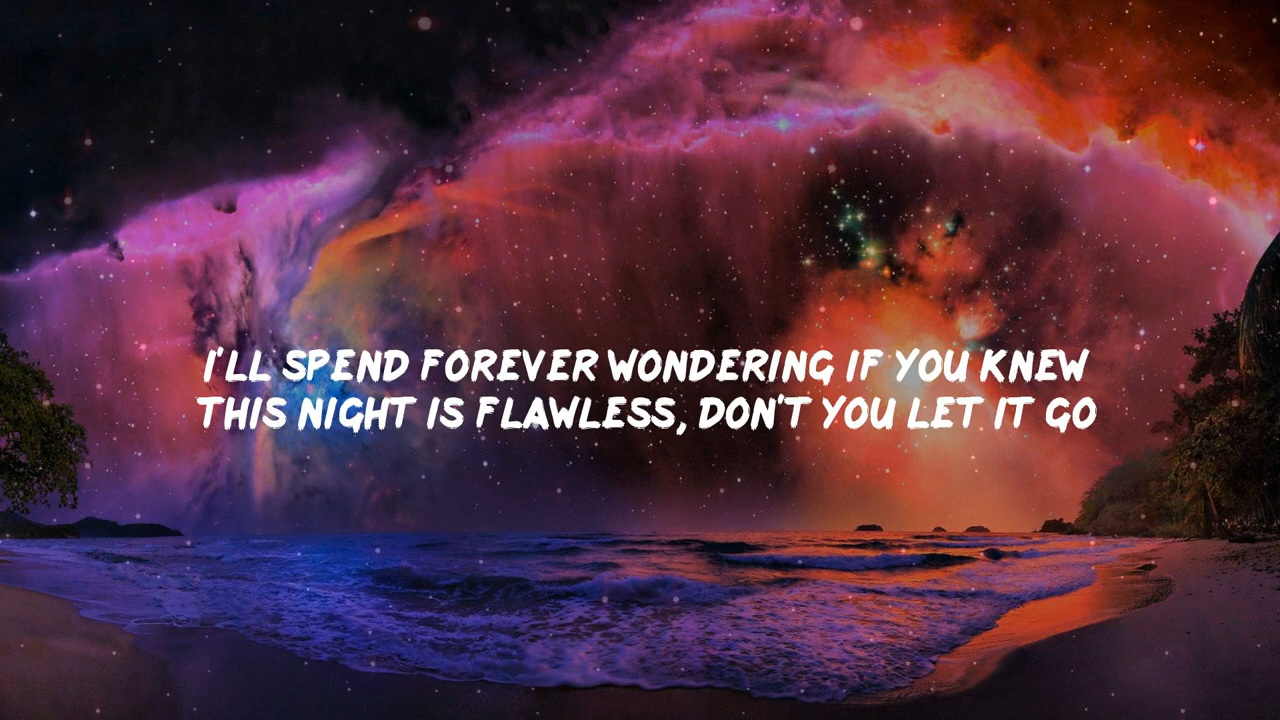 I'LL SPEND FOREVER WONDERING IF YOU KNEW
THIS NIGHT IS FLAWLESS, DON'T YOU LET IT GO